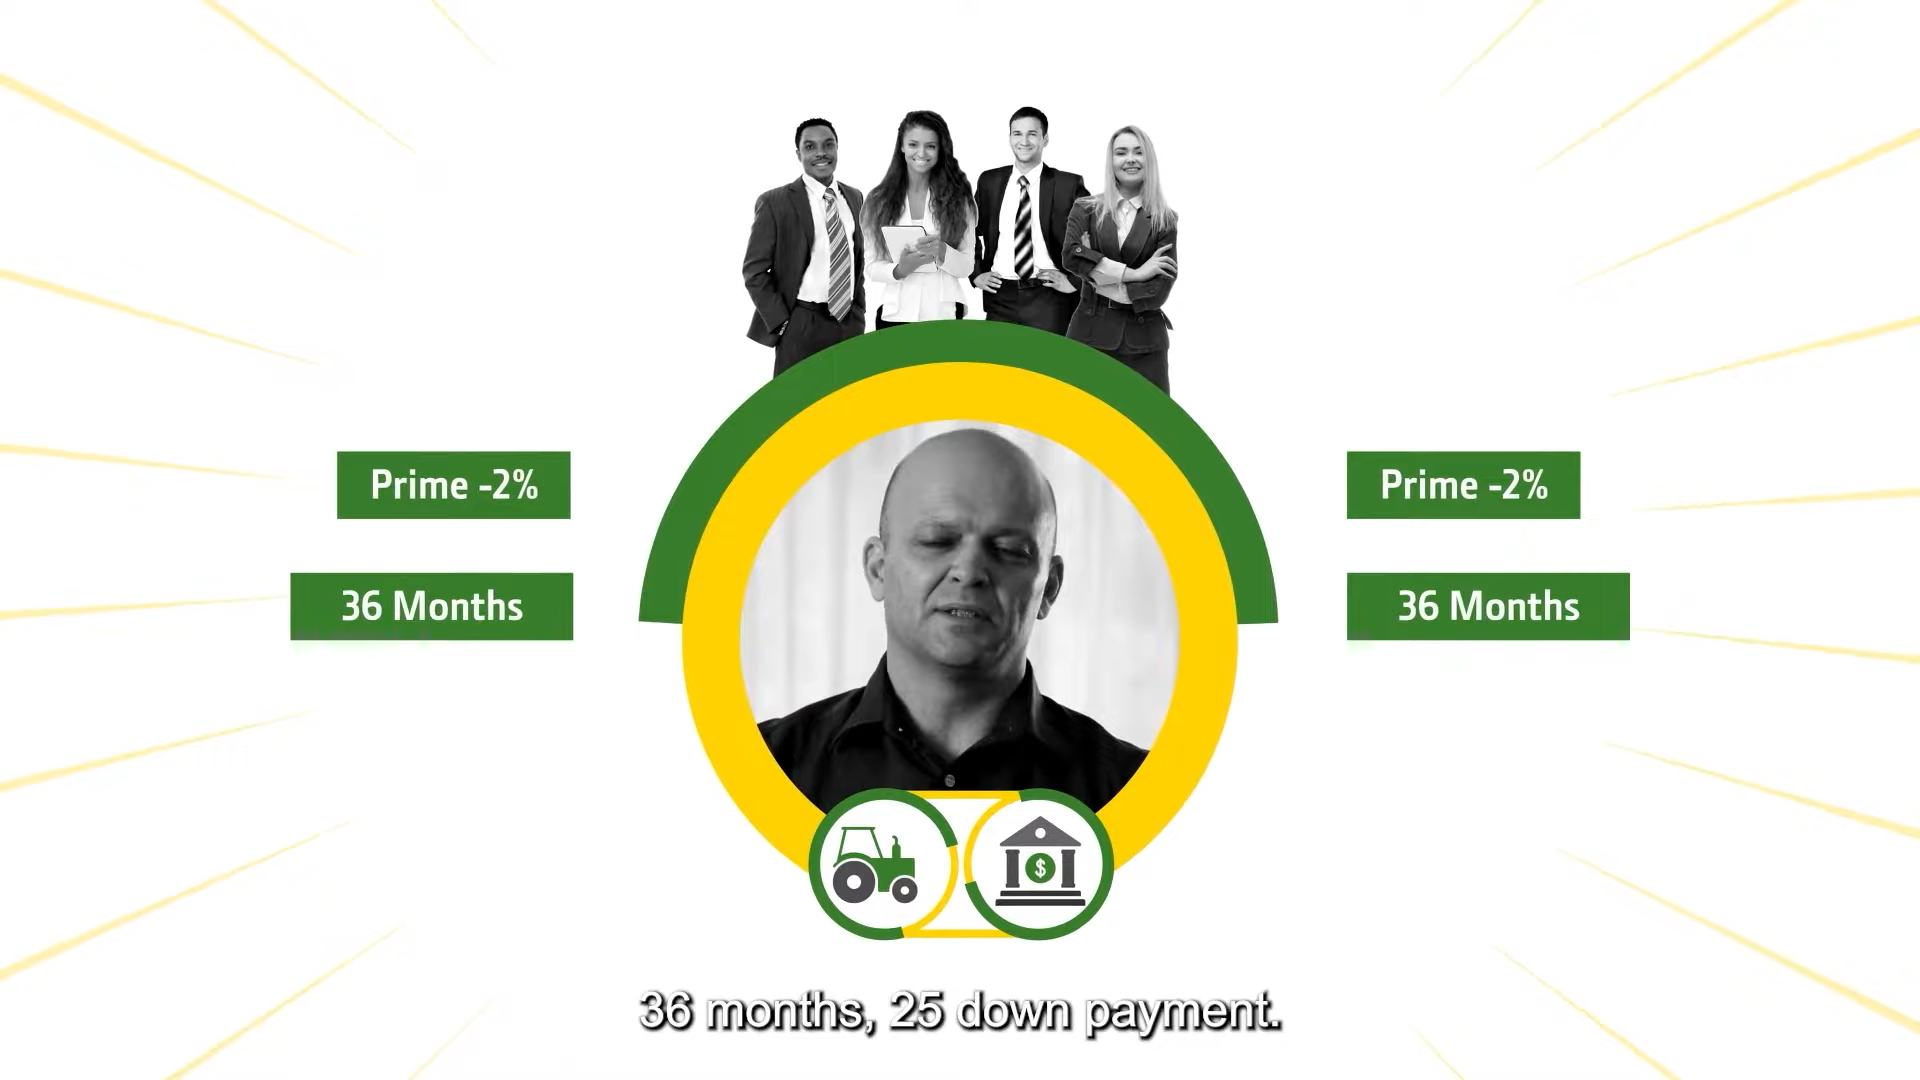 Prime -2%
Prime -2%
36 Months
36 Months
$
36 months, 25 down payment.